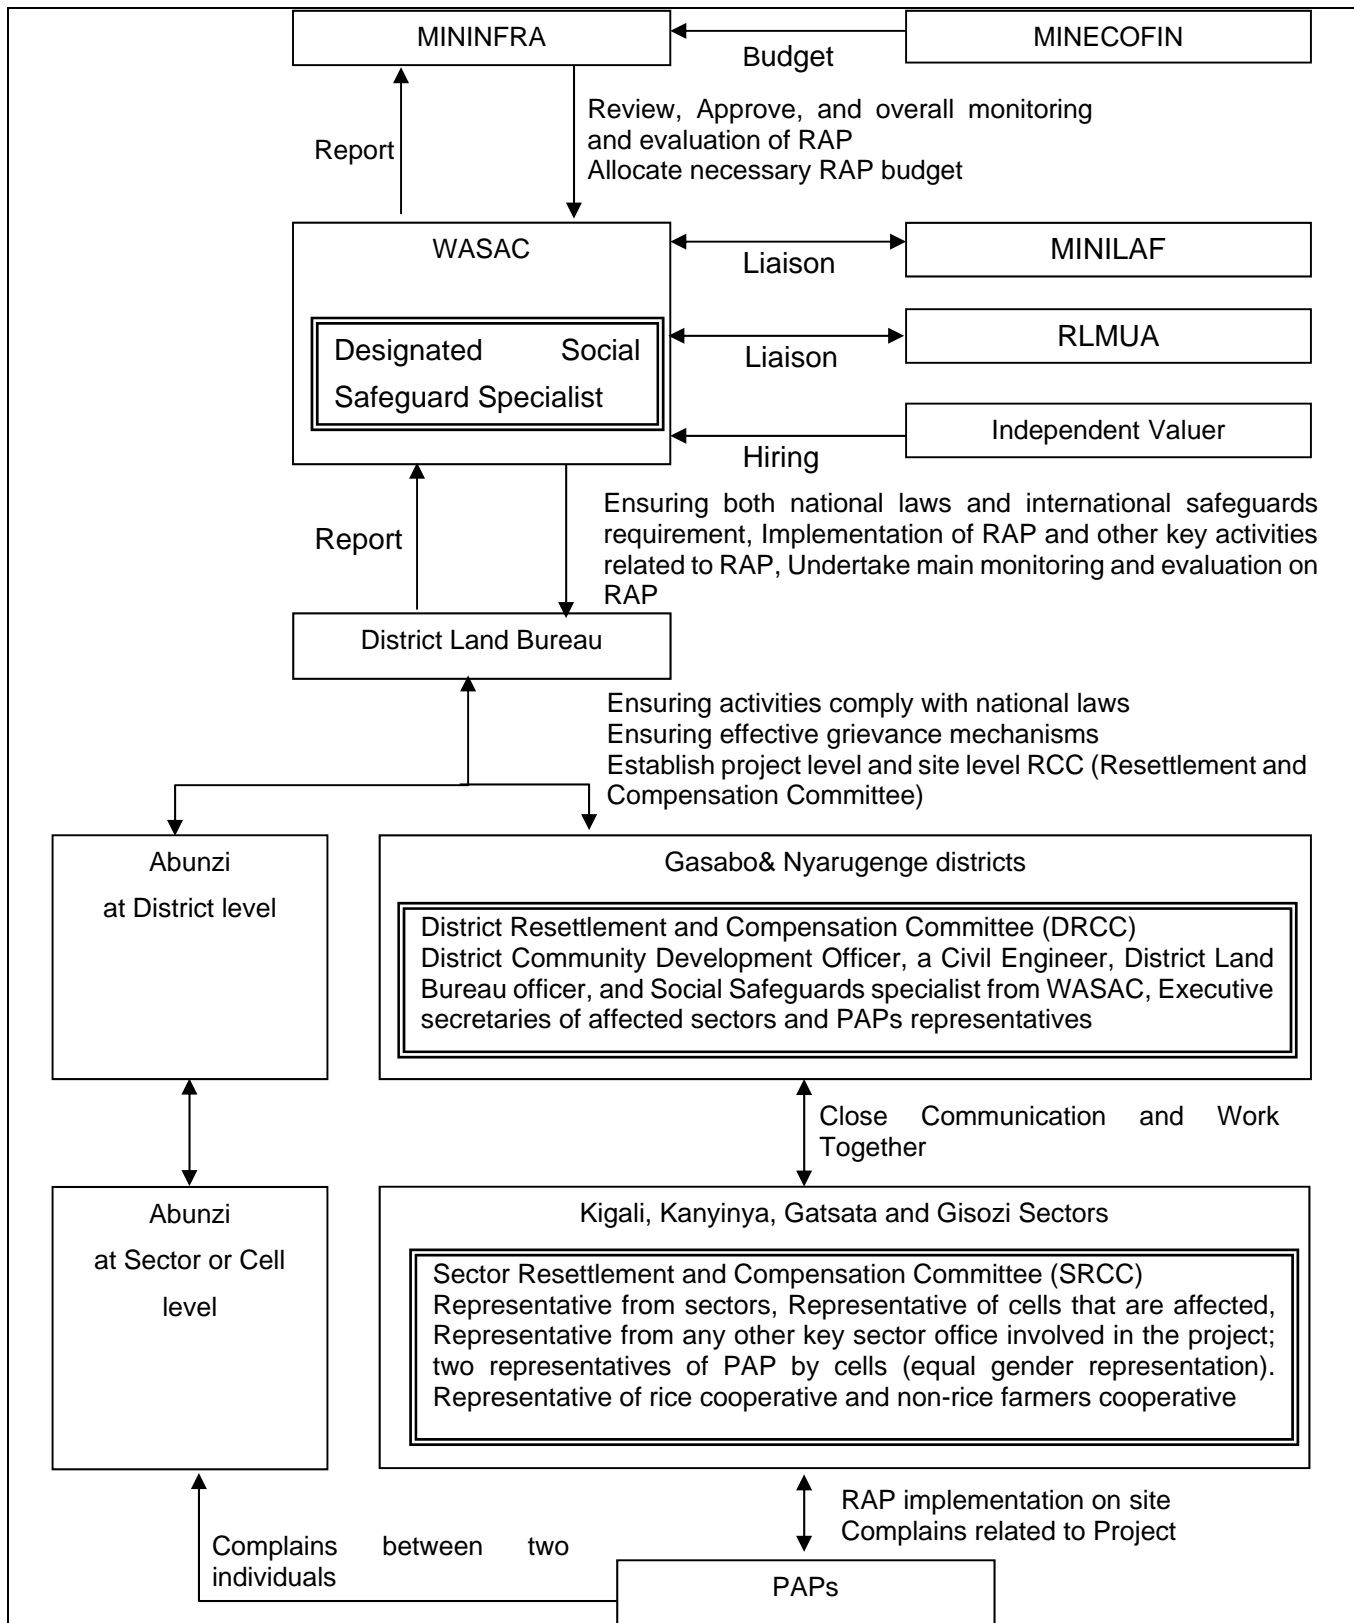 MININFRA
MINECOFIN
Budget
Review, Approve, and overall monitoring
and evaluation of RAP
Allocate necessary RAP budget
Report
WASAC
MINILAF
Liaison
Designated Social
Safeguard Specialist
RLMUA
Liaison
Independent Valuer
Hiring
Ensuring both national laws and international safeguards
requirement, Implementation of RAP and other key activities
related to RAP, Undertake main monitoring and evaluation on
RAP
Report
District Land Bureau
Ensuring activities comply with national laws
Ensuring effective grievance mechanisms
Establish project level and site level RCC (Resettlement and
Compensation Committee)
Abunzi
at District level
Gasabo& Nyarugenge districts
District Resettlement and Compensation Committee (DRCC)
District Community Development Officer, a Civil Engineer, District Land
Bureau officer, and Social Safeguards specialist from WASAC, Executive
secretaries of affected sectors and PAPs representatives
Close Communication and Work
Together
Abunzi
at Sector or Cell
level
Kigali, Kanyinya, Gatsata and Gisozi Sectors
Sector Resettlement and Compensation Committee (SRCC)
Representative from sectors, Representative of cells that are affected,
Representative from any other key sector office involved in the project;
two representatives of PAP by cells (equal gender representation).
Representative of rice cooperative and non-rice farmers cooperative
RAP implementation on site
Complains related to Project
Complains between two
individuals
PAPs